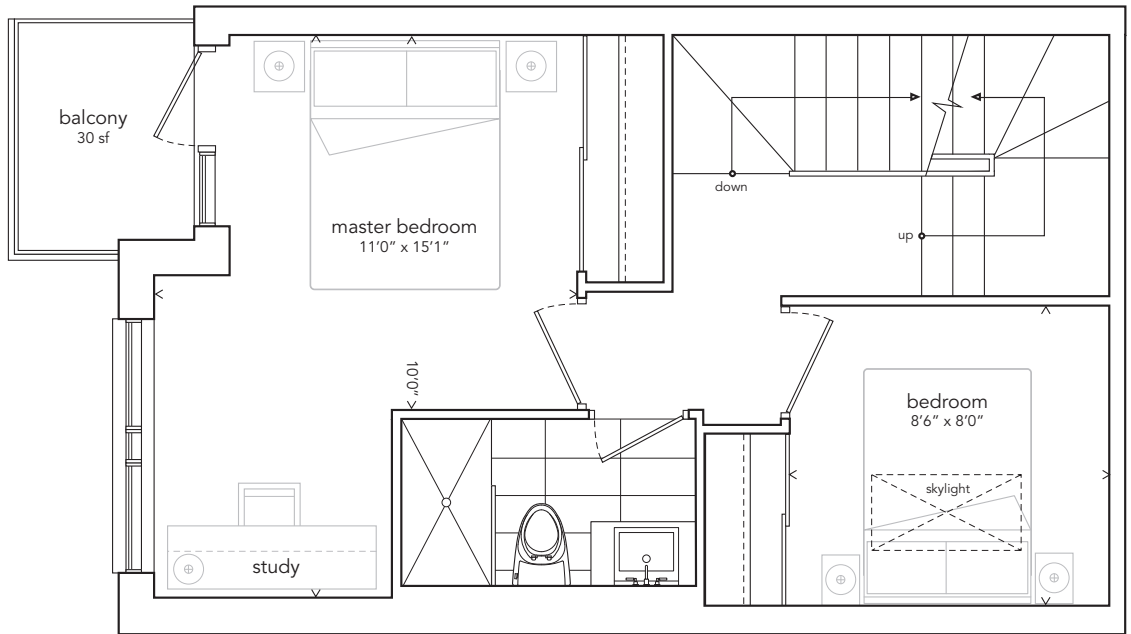 balcony
30 sf
master bedroom
11’0” x 15’1”
down
up
10’0”
bedroom
8’6” x 8’0”
skylight
study